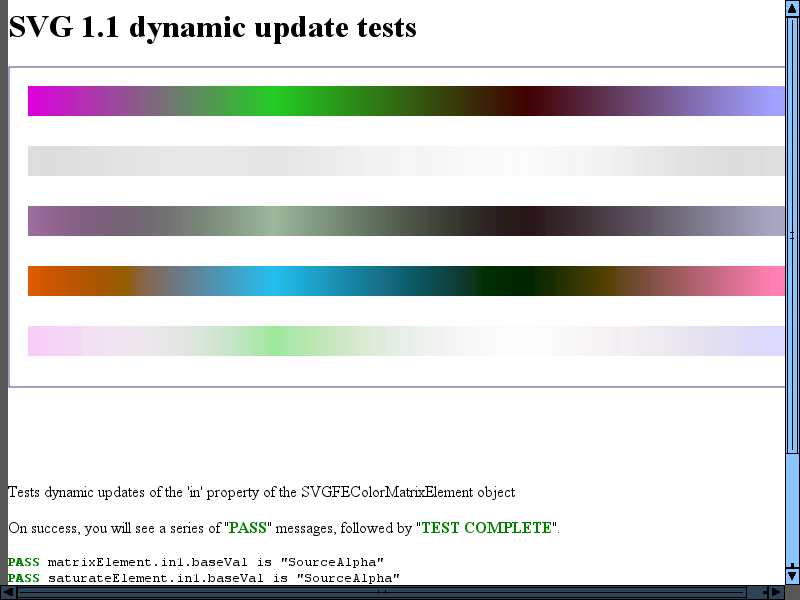 SVG 1.1 dynamic update tests
Tests dynamic updates of the 'in' property of the SVGFEColorMatrixElement object
On success, you will see a series of "PASS" messages, followed by "TEST COMPLETE".
PASS matrixElement.in1.baseVal is "SourceAlpha"
PASS saturateElement.in1.baseVal is "SourceAlpha"